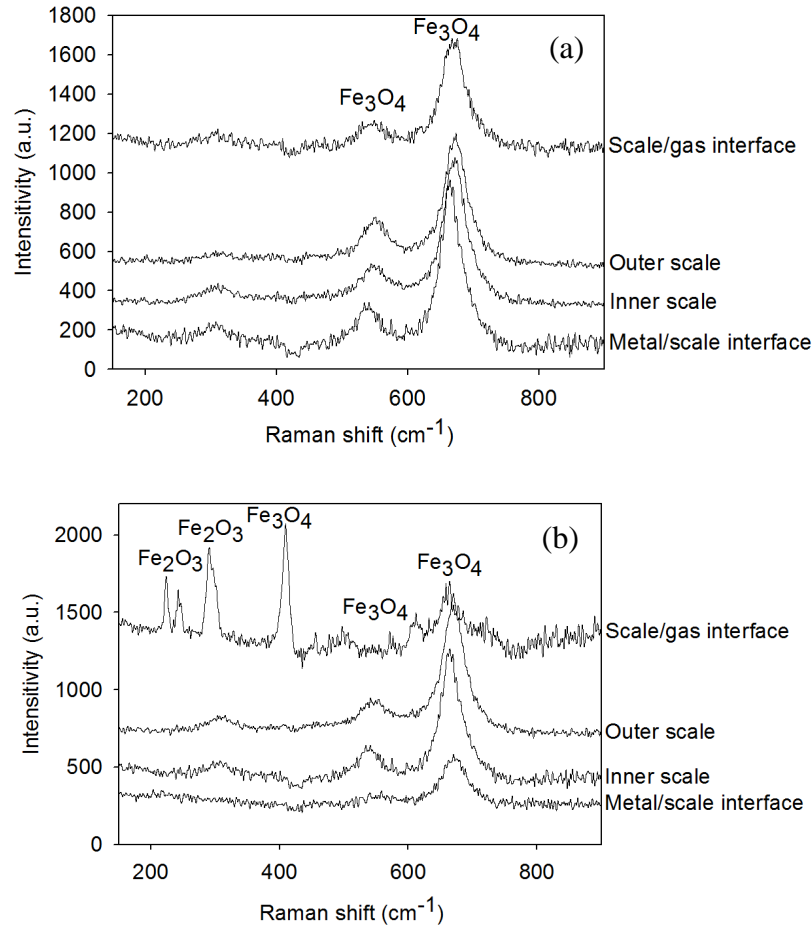 1800
1600
1400
1200
1000
800
600
400
200
0
Intensitivity (a.u.)
Fe3O4
(a)
Fe3O4
Scale/gas interface
Outer scale
Inner scale
Metal/scale interface
200 400 600 800
Raman shift (cm-1)
2000
1500
1000
500
0
Intensitivity (a.u.)
Fe3O4
Fe2O3
(b)
Fe2O3
Fe3O4
Fe3O4
Scale/gas interface
Outer scale
Inner scale
Metal/scale interface
200 400 600 800
Raman shift (cm-1)